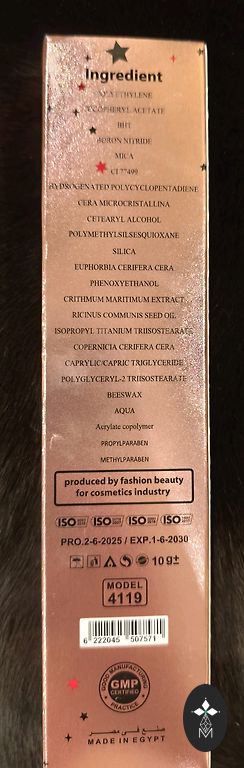 Ingredient
POLYETHYLENE
TOCOPHERYL ACETATE
BHT
BORON NITRIDE
MICA
CI 77499
HYDROGENATED POLYCYCLOPENTADIENE
CERA MICROCRISTALLINA
CETEARYL ALCOHOL
POLYMETHYLSILSESQUIOXANE
SILICA
EUPHORBIA CERIFERA CERA
PHENOXYETHANOL
CRITHMUM MARITIMUM EXTRACT
RICINUS COMMUNIS SEED OIL
ISOPROPYL TITANIUM TRIISOSTEARATE
COPERNICIA CERIFERA CERA
CAPRYLIC/CAPRIC TRIGLYCERIDE
POLYGLYCERYL-2 TRIISOSTEARATE
BEESWAX
AQUA
Acrylate copolymer
PROPYLPARABEN
METHYLPARABEN
produced by fashion beauty
for cosmetics industry
ISO ISO ISO ISO
PRO.2-6-2025 / EXP.1-6-2030
10g±
MODEL
4119
6 222045 507571
GOOD MANUFACTURING
GMP
CERTIFIED
PRACTICE
صنع في مصر
MADE IN EGYPT